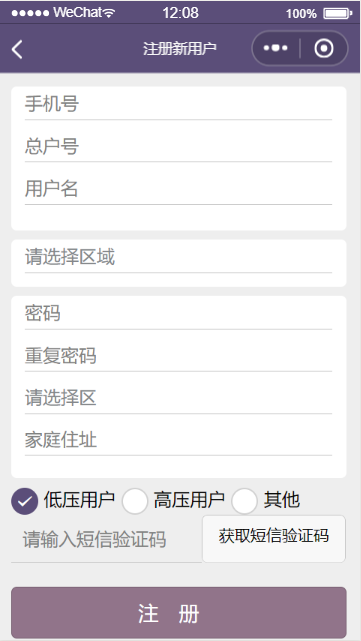 WeChat 12:08 100%
注册新用户
手机号
总户号
用户名
请选择区域
密码
重复密码
请选择区
家庭住址
低压用户 高压用户 其他
请输入短信验证码 获取短信验证码
注 册